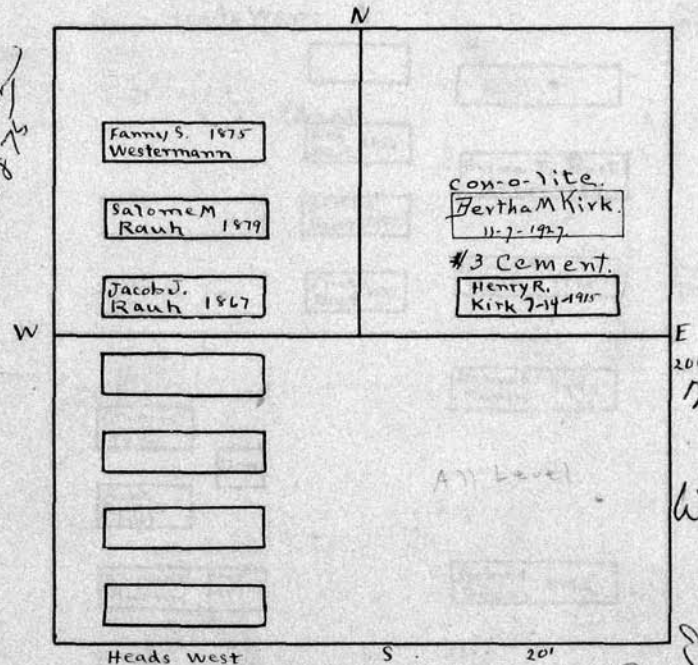 N
Fanny S. 1875
Westermann
Salome M
Rauh 1879
Jacob J.
Rauh 1867
con-o-lite.
Bertha M Kirk.
11-7-1927.
#3 Cement.
Henry R.
Kirk 7-14-1915
W
E
All Level
Heads West
S
20'